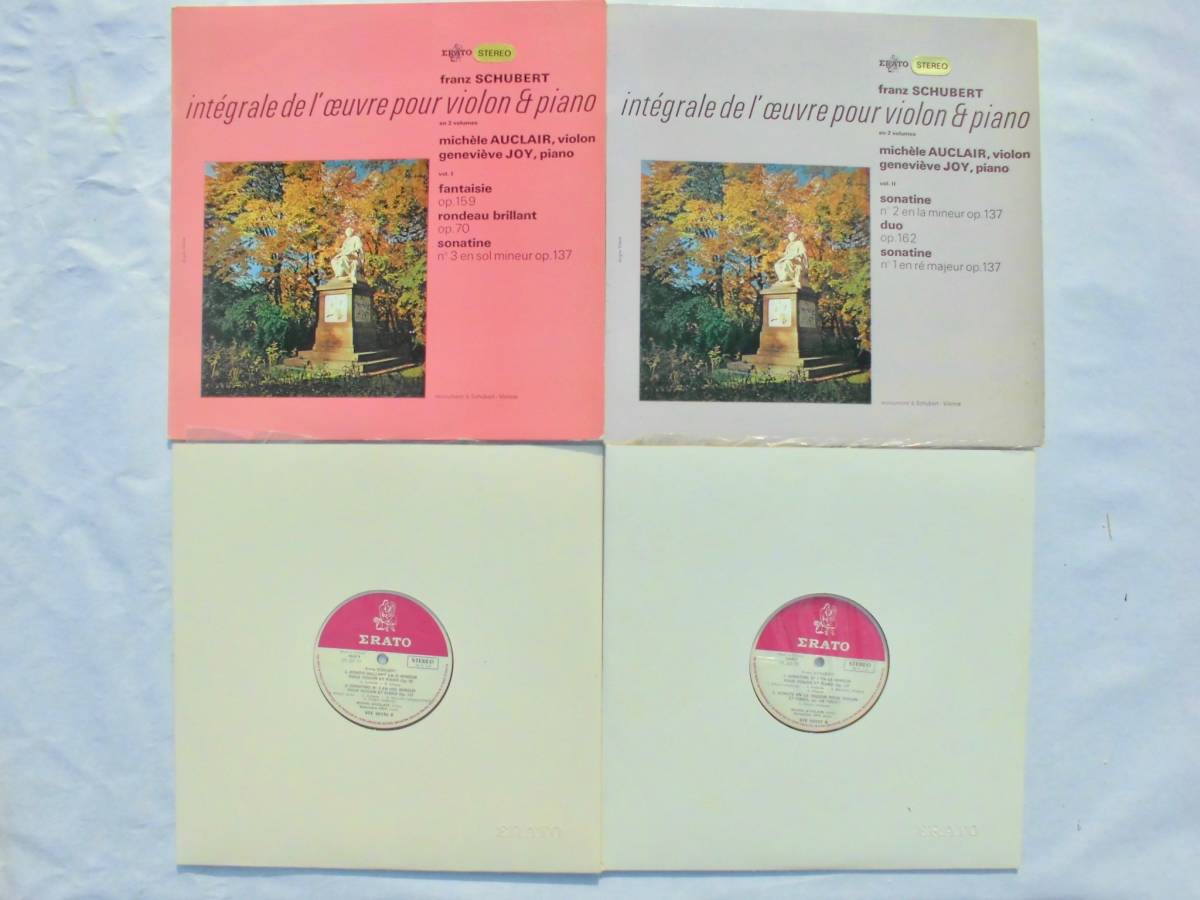 ΣRATO STEREO
franz SCHUBERT
intégrale de l'œuvre pour violon & piano
en 2 volumes
michèle AUCLAIR, violon
geneviève JOY, piano
vol. I
fantaisie
op.159
rondeau brillant
op.70
sonatine
n° 3 en sol mineur op.137
monument à Schubert - Vienne
ΣRATO STEREO
franz SCHUBERT
intégrale de l'œuvre pour violon & piano
en 2 volumes
michèle AUCLAIR, violon
geneviève JOY, piano
vol. II
sonatine
n° 2 en la mineur op.137
duo
op.162
sonatine
n° 1 en ré majeur op.137
monument à Schubert - Vienne
ΣRATO
STEREO
ΣRATO
ΣRATO
STEREO
ΣRATO